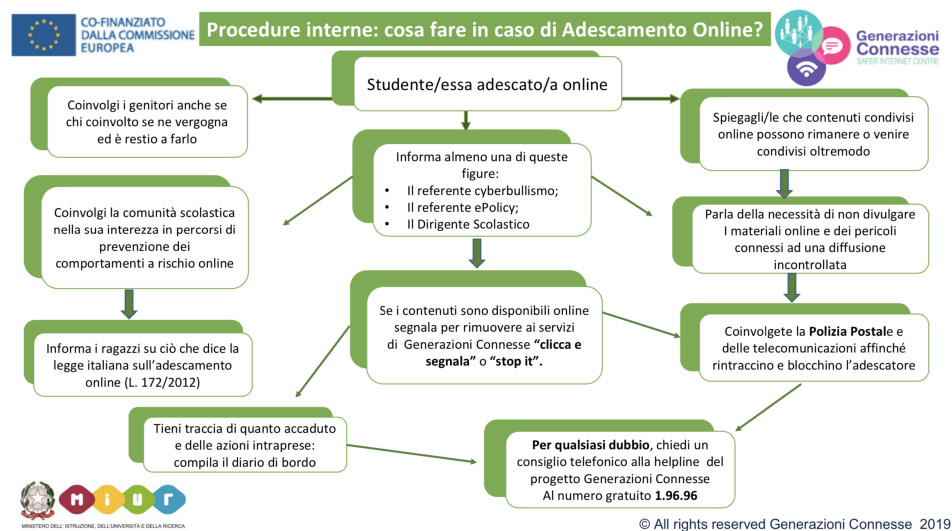 CO-FINANZIATO
DALLA COMMISSIONE
EUROPEA
Procedure interne: cosa fare in caso di Adescamento Online?
Generazioni
Connesse
SAFER INTERNET CENTRE
Studente/essa adescato/a online
Coinvolgi i genitori anche se
chi coinvolto se ne vergogna
ed è restio a farlo
Informa almeno una di queste
figure:
• Il referente cyberbullismo;
• Il referente ePolicy;
• Il Dirigente Scolastico
Spiegagli/le che contenuti condivisi
online possono rimanere o venire
condivisi oltremodo
Coinvolgi la comunità scolastica
nella sua interezza in percorsi di
prevenzione dei
comportamenti a rischio online
Parla della necessità di non divulgare
I materiali online e dei pericoli
connessi ad una diffusione
incontrollata
Se i contenuti sono disponibili online
segnala per rimuovere ai servizi
di Generazioni Connesse “clicca e
segnala” o “stop it”.
Informa i ragazzi su ciò che dice la
legge italiana sull’adescamento
online (L. 172/2012)
Coinvolgete la Polizia Postale e
delle telecomunicazioni affinché
rintraccino e blocchino l’adescatore
Tieni traccia di quanto accaduto
e delle azioni intraprese:
compila il diario di bordo
Per qualsiasi dubbio, chiedi un
consiglio telefonico alla helpline del
progetto Generazioni Connesse
Al numero gratuito 1.96.96
miur
MINISTERO DELL’ISTRUZIONE, DELL’UNIVERSITÀ E DELLA RICERCA
© All rights reserved Generazioni Connesse 2019